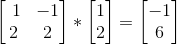 [1 -1] * [1] = [-1]
[2 2] [2] [6]